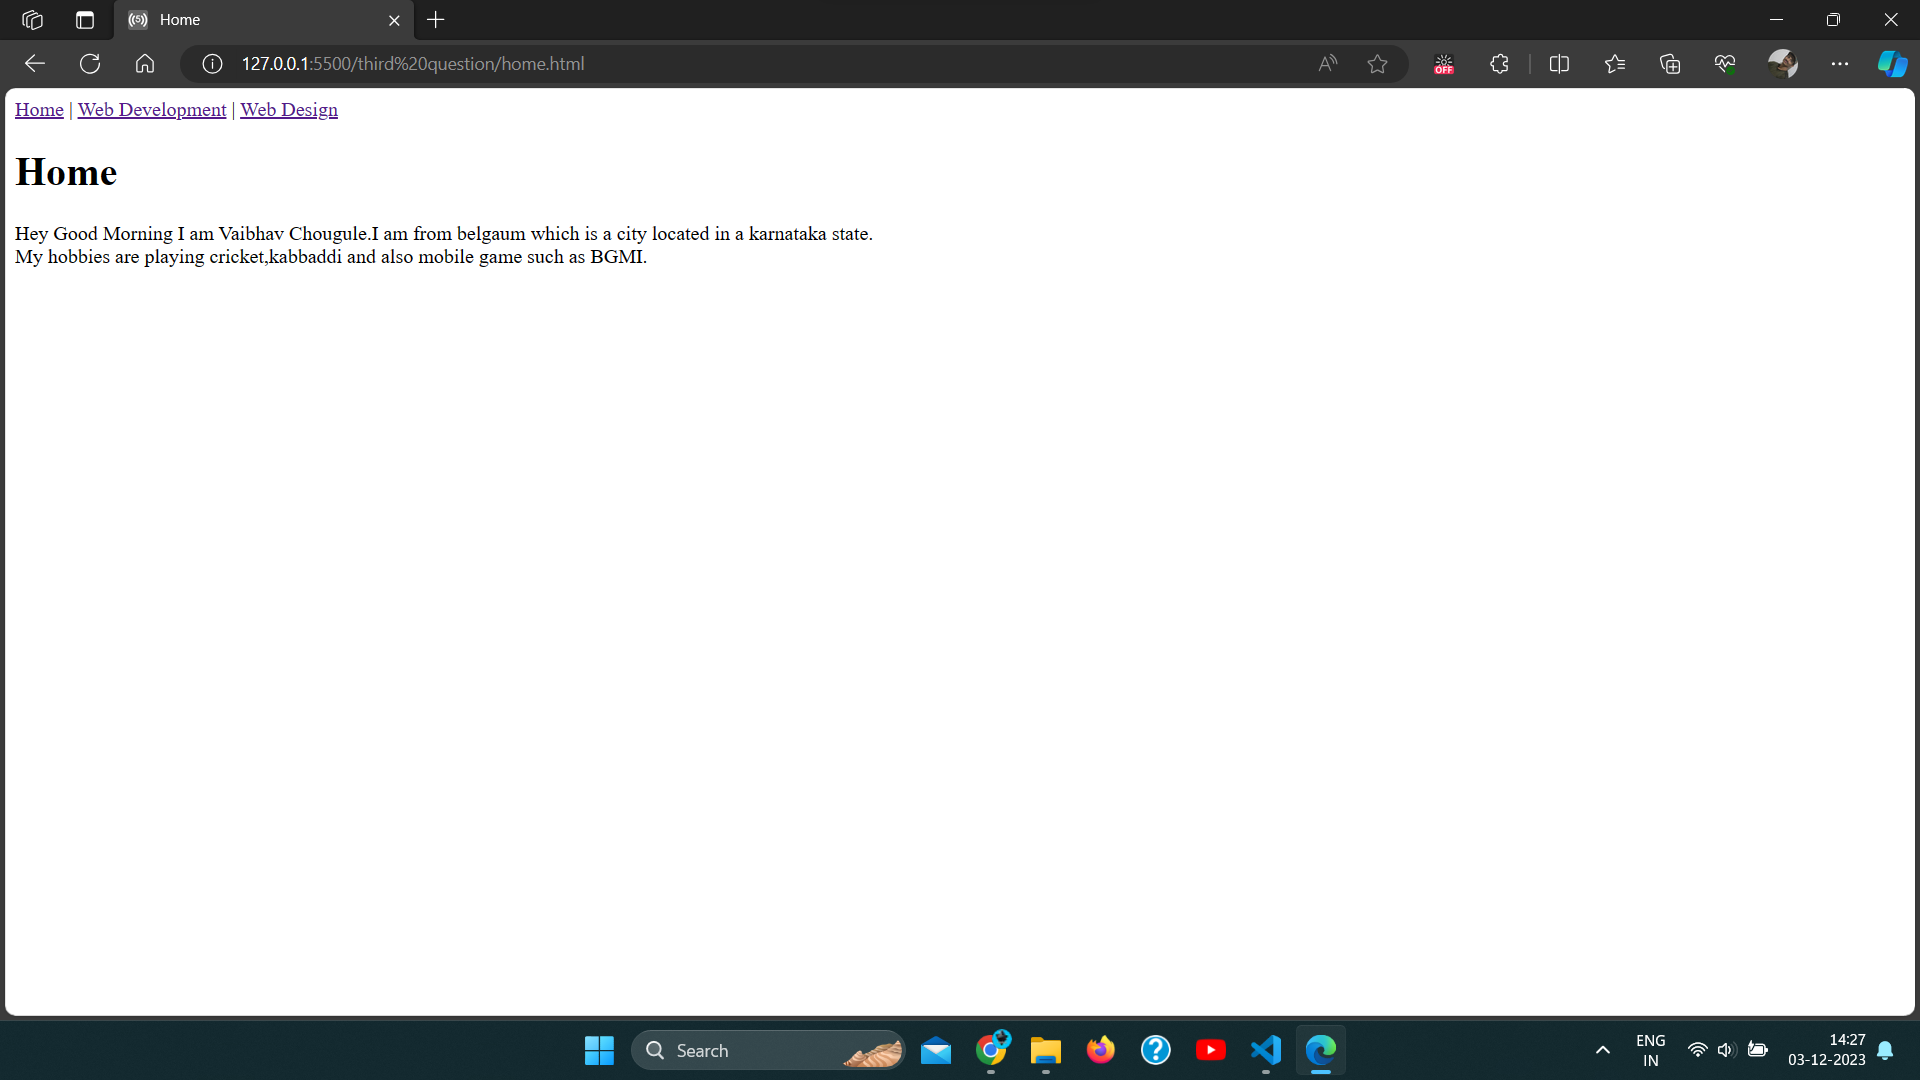 Home
127.0.0.1:5500/third%20question/home.html
OFF
Home | Web Development | Web Design
Home
Hey Good Morning I am Vaibhav Chougule.I am from belgaum which is a city located in a karnataka state.
My hobbies are playing cricket,kabbaddi and also mobile game such as BGMI.
Search
ENG
IN
14:27
03-12-2023